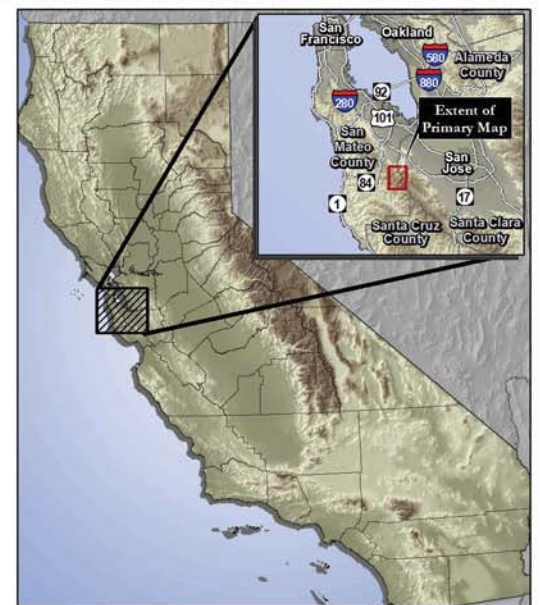 San
Francisco
Oakland
580
Alameda
County
880
92
280
101
Extent of
Primary Map
San
Mateo
County
San
Jose
84
17
1
Santa Cruz
County
Santa Clara
County